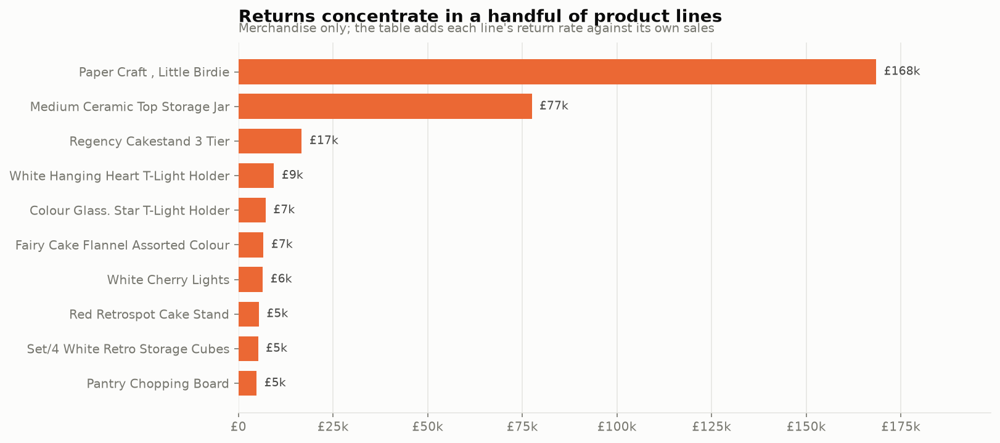 Returns concentrate in a handful of product lines
Merchandise only; the table adds each line's return rate against its own sales
Paper Craft , Little Birdie £168k
Medium Ceramic Top Storage Jar £77k
Regency Cakestand 3 Tier £17k
White Hanging Heart T-Light Holder £9k
Colour Glass. Star T-Light Holder £7k
Fairy Cake Flannel Assorted Colour £7k
White Cherry Lights £6k
Red Retrospot Cake Stand £5k
Set/4 White Retro Storage Cubes £5k
Pantry Chopping Board £5k
£0 £25k £50k £75k £100k £125k £150k £175k